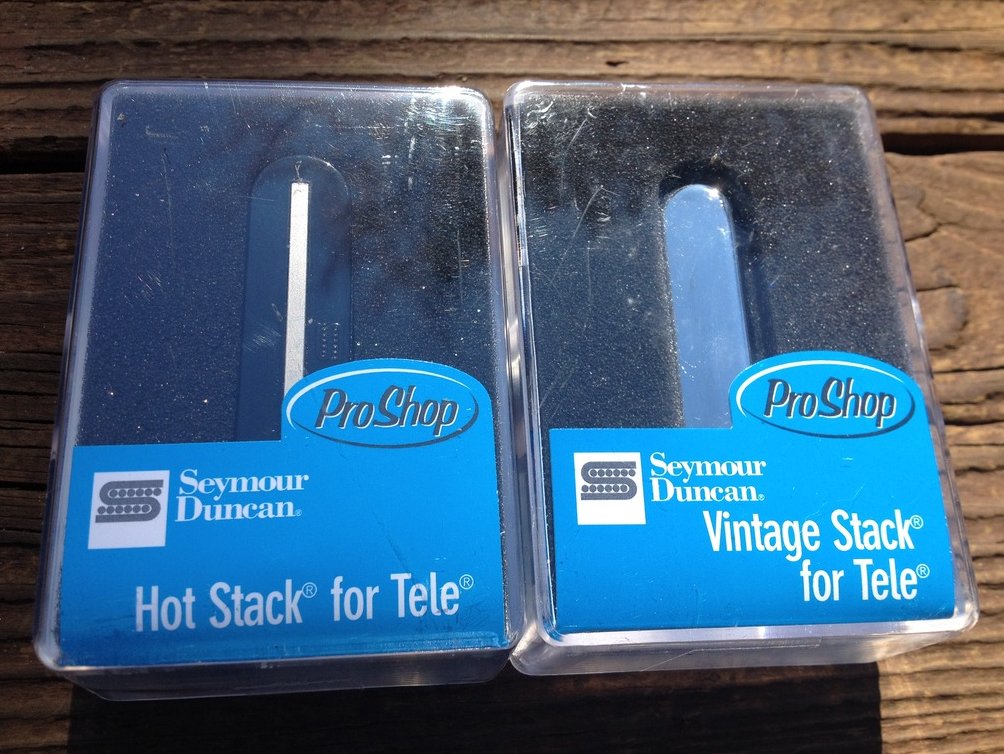 ProShop
Seymour
Duncan®
Hot Stack® for Tele®
ProShop
Seymour
Duncan®
Vintage Stack®
for Tele®